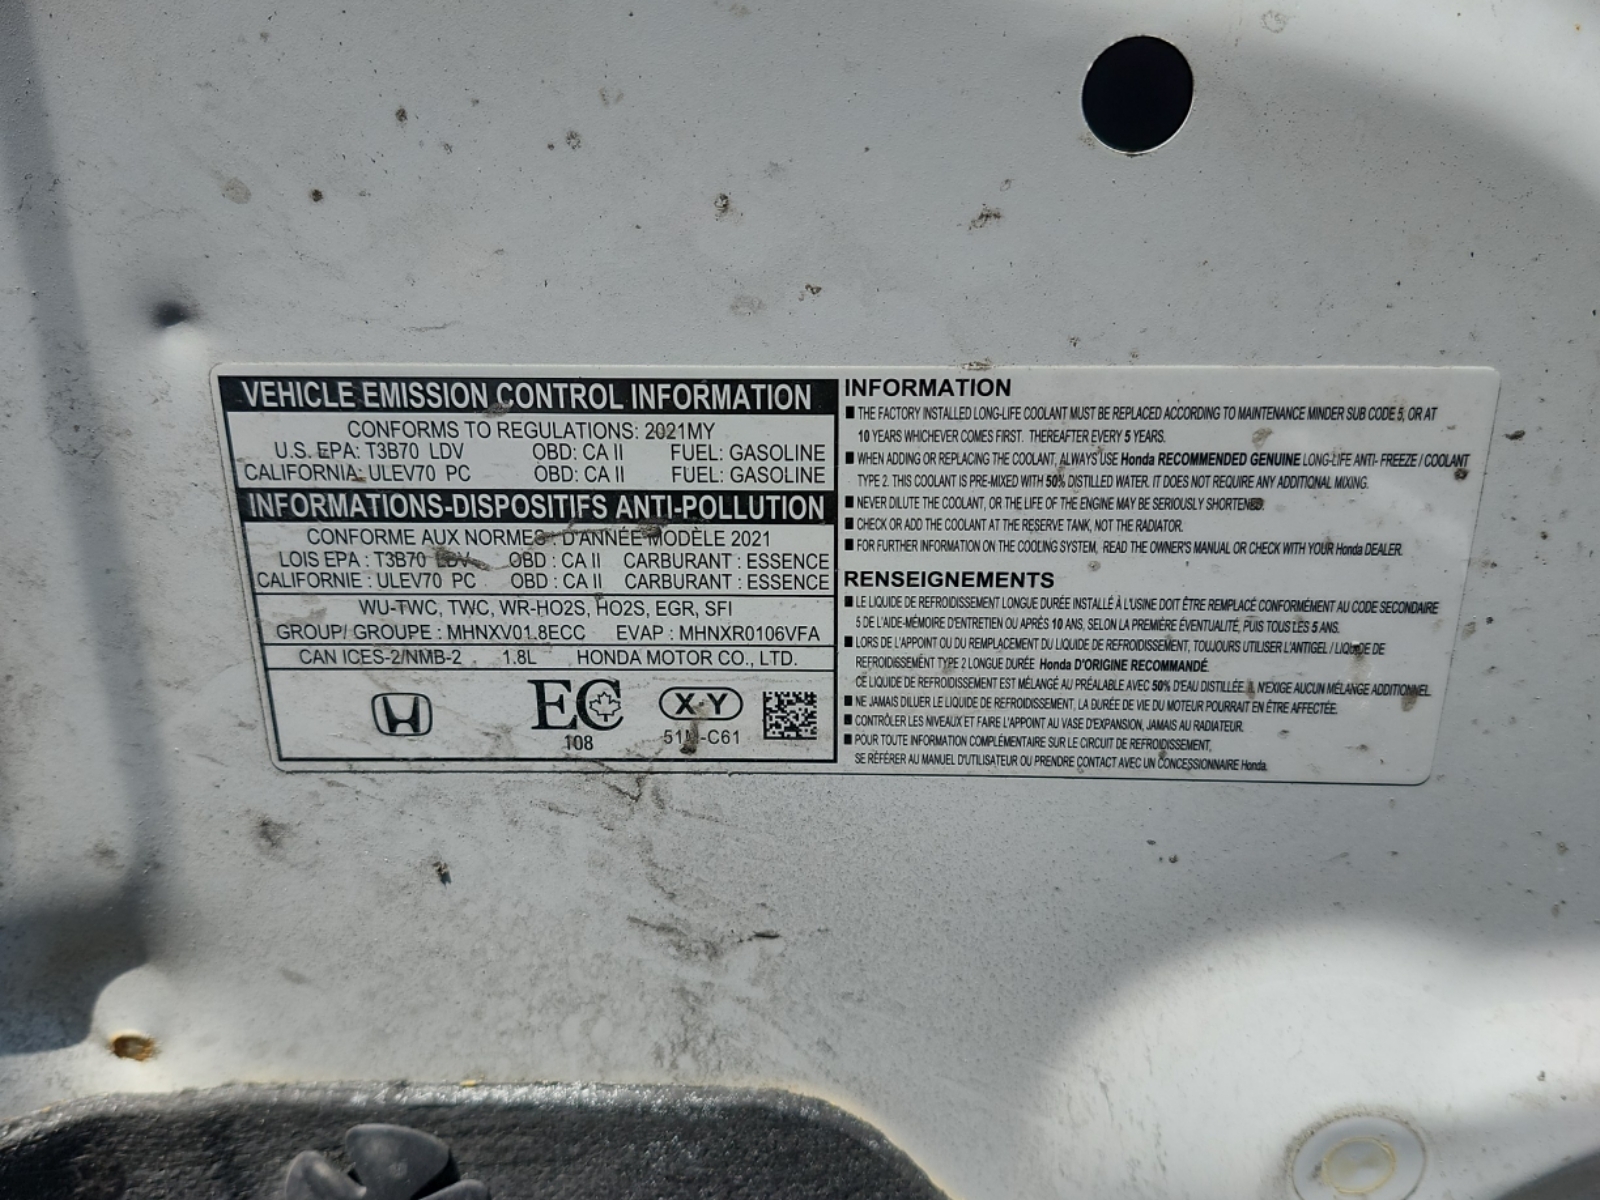 VEHICLE EMISSION CONTROL INFORMATION
CONFORMS TO REGULATIONS: 2021MY
U.S. EPA: T3B70 LDV OBD: CA II FUEL: GASOLINE
CALIFORNIA: ULEV70 PC OBD: CA II FUEL: GASOLINE
INFORMATIONS-DISPOSITIFS ANTI-POLLUTION
CONFORME AUX NORMES : D'ANNÉE MODÈLE 2021
LOIS EPA : T3B70 LDV OBD : CA II CARBURANT : ESSENCE
CALIFORNIE : ULEV70 PC OBD : CA II CARBURANT : ESSENCE
WU-TWC, TWC, WR-HO2S, HO2S, EGR, SFI
GROUP/ GROUPE : MHNXV01.8ECC EVAP : MHNXR0106VFA
CAN ICES-2/NMB-2 1.8L HONDA MOTOR CO., LTD.
EC
108
X-Y
INFORMATION
■ THE FACTORY INSTALLED LONG-LIFE COOLANT MUST BE REPLACED ACCORDING TO MAINTENANCE MINDER SUB CODE 5, OR AT
10 YEARS WHICHEVER COMES FIRST. THEREAFTER EVERY 5 YEARS.
■ WHEN ADDING OR REPLACING THE COOLANT, ALWAYS USE Honda RECOMMENDED GENUINE LONG-LIFE ANTI- FREEZE / COOLANT
TYPE 2. THIS COOLANT IS PRE-MIXED WITH 50% DISTILLED WATER. IT DOES NOT REQUIRE ANY ADDITIONAL MIXING.
■ NEVER DILUTE THE COOLANT, OR THE LIFE OF THE ENGINE MAY BE SERIOUSLY SHORTENED.
■ CHECK OR ADD THE COOLANT AT THE RESERVE TANK, NOT THE RADIATOR.
■ FOR FURTHER INFORMATION ON THE COOLING SYSTEM, READ THE OWNER'S MANUAL OR CHECK WITH YOUR Honda DEALER.
RENSEIGNEMENTS
■ LE LIQUIDE DE REFROIDISSEMENT LONGUE DURÉE INSTALLÉ À L'USINE DOIT ÊTRE REMPLACÉ CONFORMÉMENT AU CODE SECONDAIRE
5 DE L'AIDE-MÉMOIRE D'ENTRETIEN OU APRÈS 10 ANS, SELON LA PREMIÈRE ÉVENTUALITÉ, PUIS TOUS LES 5 ANS.
■ LORS DE L'APPOINT OU DU REMPLACEMENT DU LIQUIDE DE REFROIDISSEMENT, TOUJOURS UTILISER L'ANTIGEL / LIQUIDE DE
REFROIDISSEMENT TYPE 2 LONGUE DURÉE Honda D'ORIGINE RECOMMANDÉ.
CE LIQUIDE DE REFROIDISSEMENT EST MÉLANGÉ AU PRÉALABLE AVEC 50% D'EAU DISTILLÉE. IL N'EXIGE AUCUN MÉLANGE ADDITIONNEL.
■ NE JAMAIS DILUER LE LIQUIDE DE REFROIDISSEMENT, LA DURÉE DE VIE DU MOTEUR POURRAIT EN ÊTRE AFFECTÉE.
■ CONTRÔLER LES NIVEAUX ET FAIRE L'APPOINT AU VASE D'EXPANSION, JAMAIS AU RADIATEUR.
■ POUR TOUTE INFORMATION COMPLÉMENTAIRE SUR LE CIRCUIT DE REFROIDISSEMENT,
SE RÉFÉRER AU MANUEL D'UTILISATEUR OU PRENDRE CONTACT AVEC UN CONCESSIONNAIRE Honda.